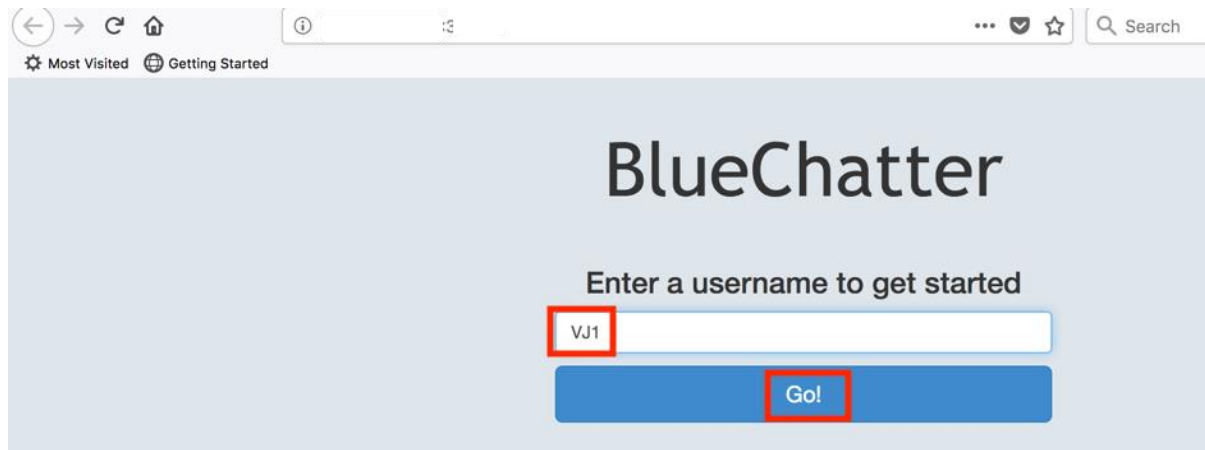 Search
Most Visited Getting Started
BlueChatter
Enter a username to get started
VJ1
Go!